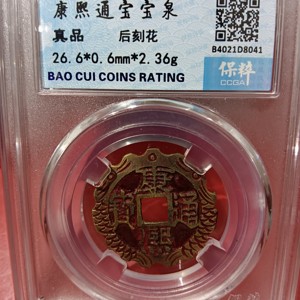 康熙通宝宝泉
真品 后刻花
26.6*0.6mm*2.36g
BAO CUI COINS RATING
B4021D8041
保粹
CCGA
康熙通寶